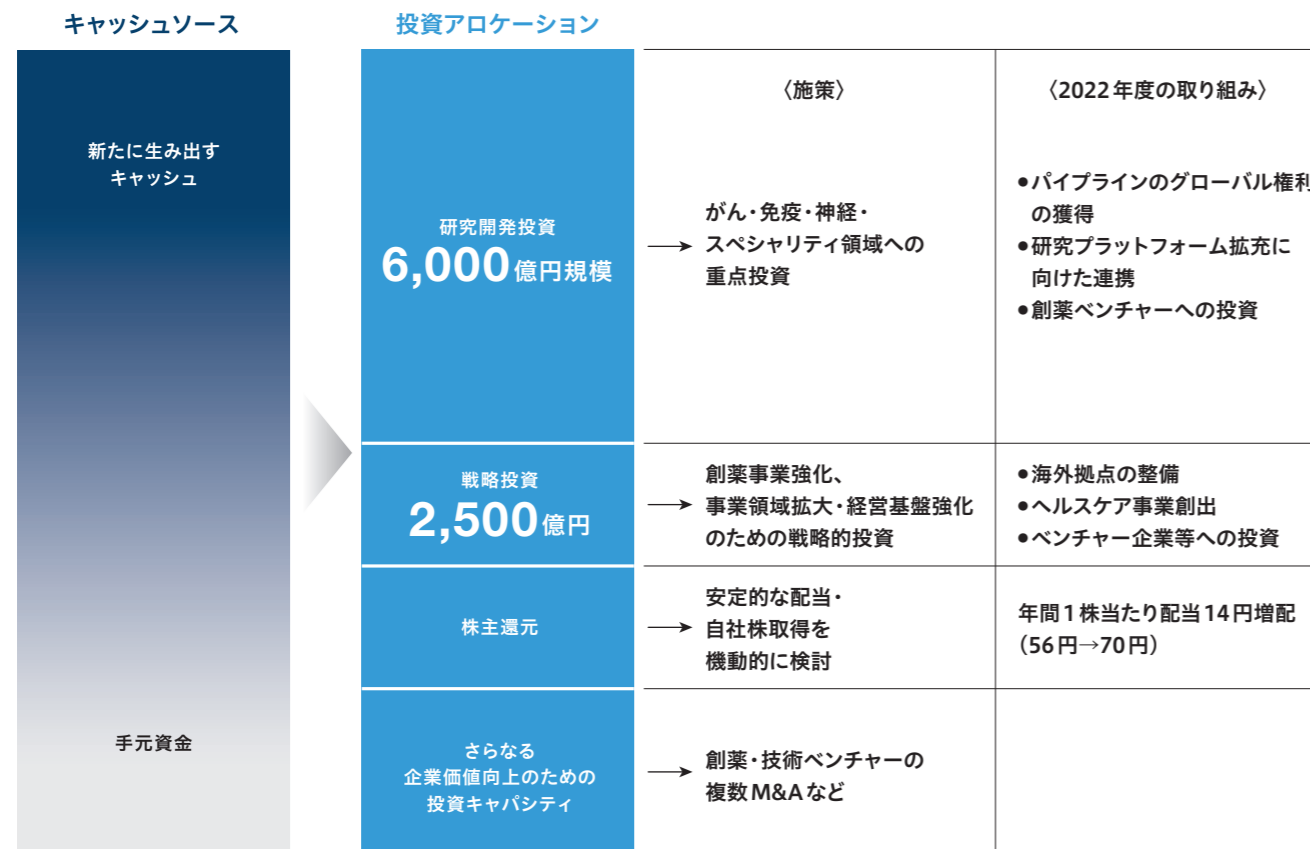 キャッシュソース
投資アロケーション
新たに生み出す
キャッシュ
手元資金
〈施策〉
〈2022年度の取り組み〉
研究開発投資
6,000億円規模
がん・免疫・神経・
スペシャリティ領域への
重点投資
●パイプラインのグローバル権利
の獲得
●研究プラットフォーム拡充に
向けた連携
●創薬ベンチャーへの投資
戦略投資
2,500億円
創薬事業強化、
事業領域拡大・経営基盤強化
のための戦略的投資
●海外拠点の整備
●ヘルスケア事業創出
●ベンチャー企業等への投資
株主還元
安定的な配当・
自社株取得を
機動的に検討
年間1株当たり配当14円増配
（56円→70円）
さらなる
企業価値向上のための
投資キャパシティ
創薬・技術ベンチャーの
複数M&Aなど